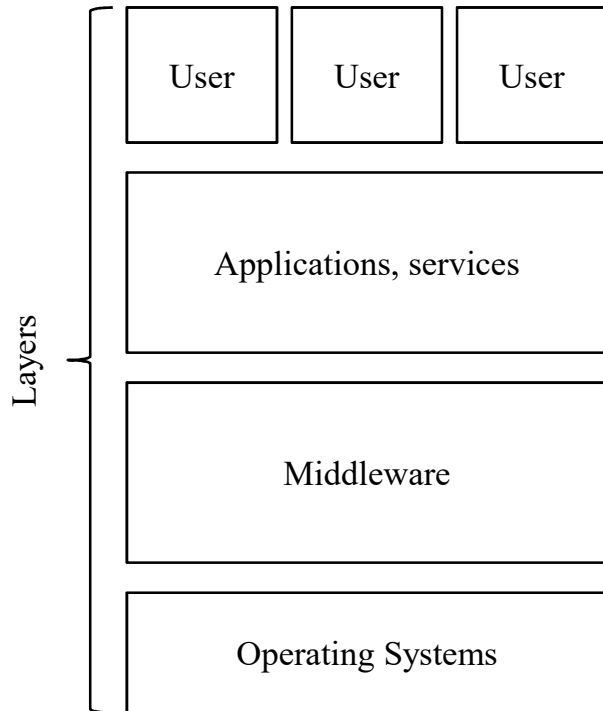 User
User
User
Applications, services
Layers
Middleware
Operating Systems